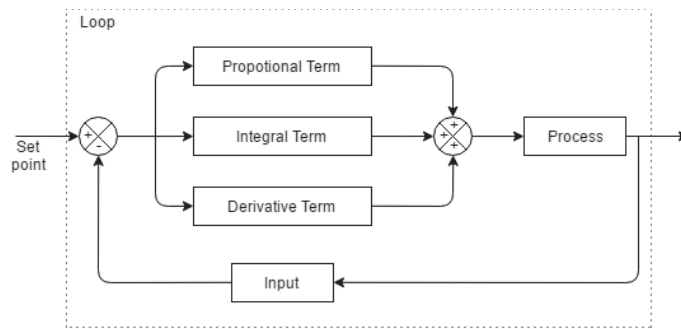 Loop
Propotional Term
+
+
Set
point
+
-
Integral Term
+
+
Process
Derivative Term
Input